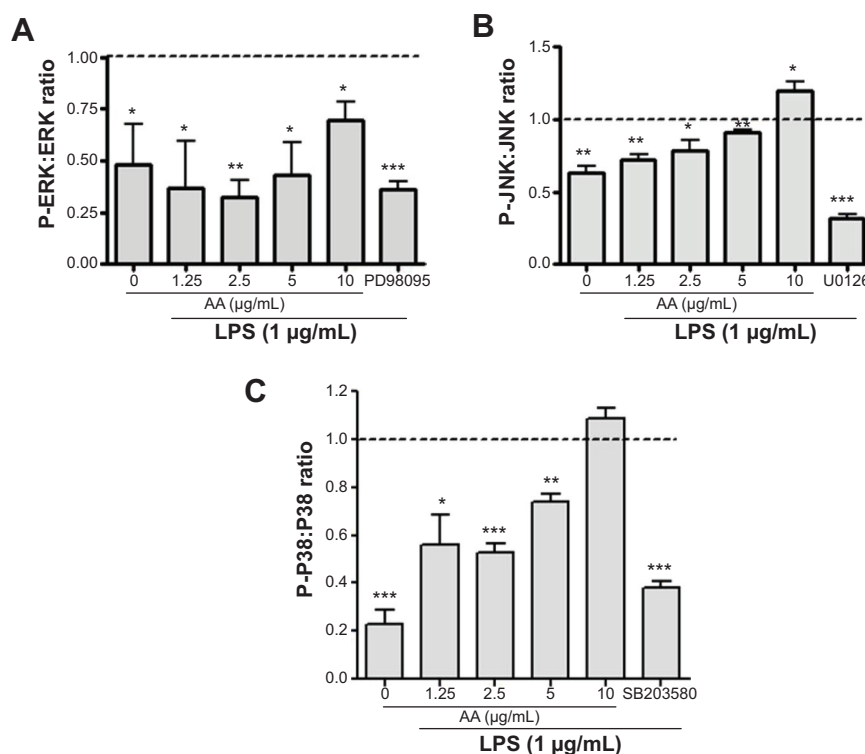 A
P-ERK:ERK ratio
1.00
0.75
0.50
0.25
0.00
*
*
**
*
*
***
0 1.25 2.5 5 10 PD98095
AA (µg/mL)
LPS (1 µg/mL)
B
P-JNK:JNK ratio
1.5
1.0
0.5
0.0
**
**
*
**
*
***
0 1.25 2.5 5 10 U0126
AA (µg/mL)
LPS (1 µg/mL)
C
P-P38:P38 ratio
1.2
1.0
0.8
0.6
0.4
0.2
0.0
***
*
***
**
***
0 1.25 2.5 5 10 SB203580
AA (µg/mL)
LPS (1 µg/mL)